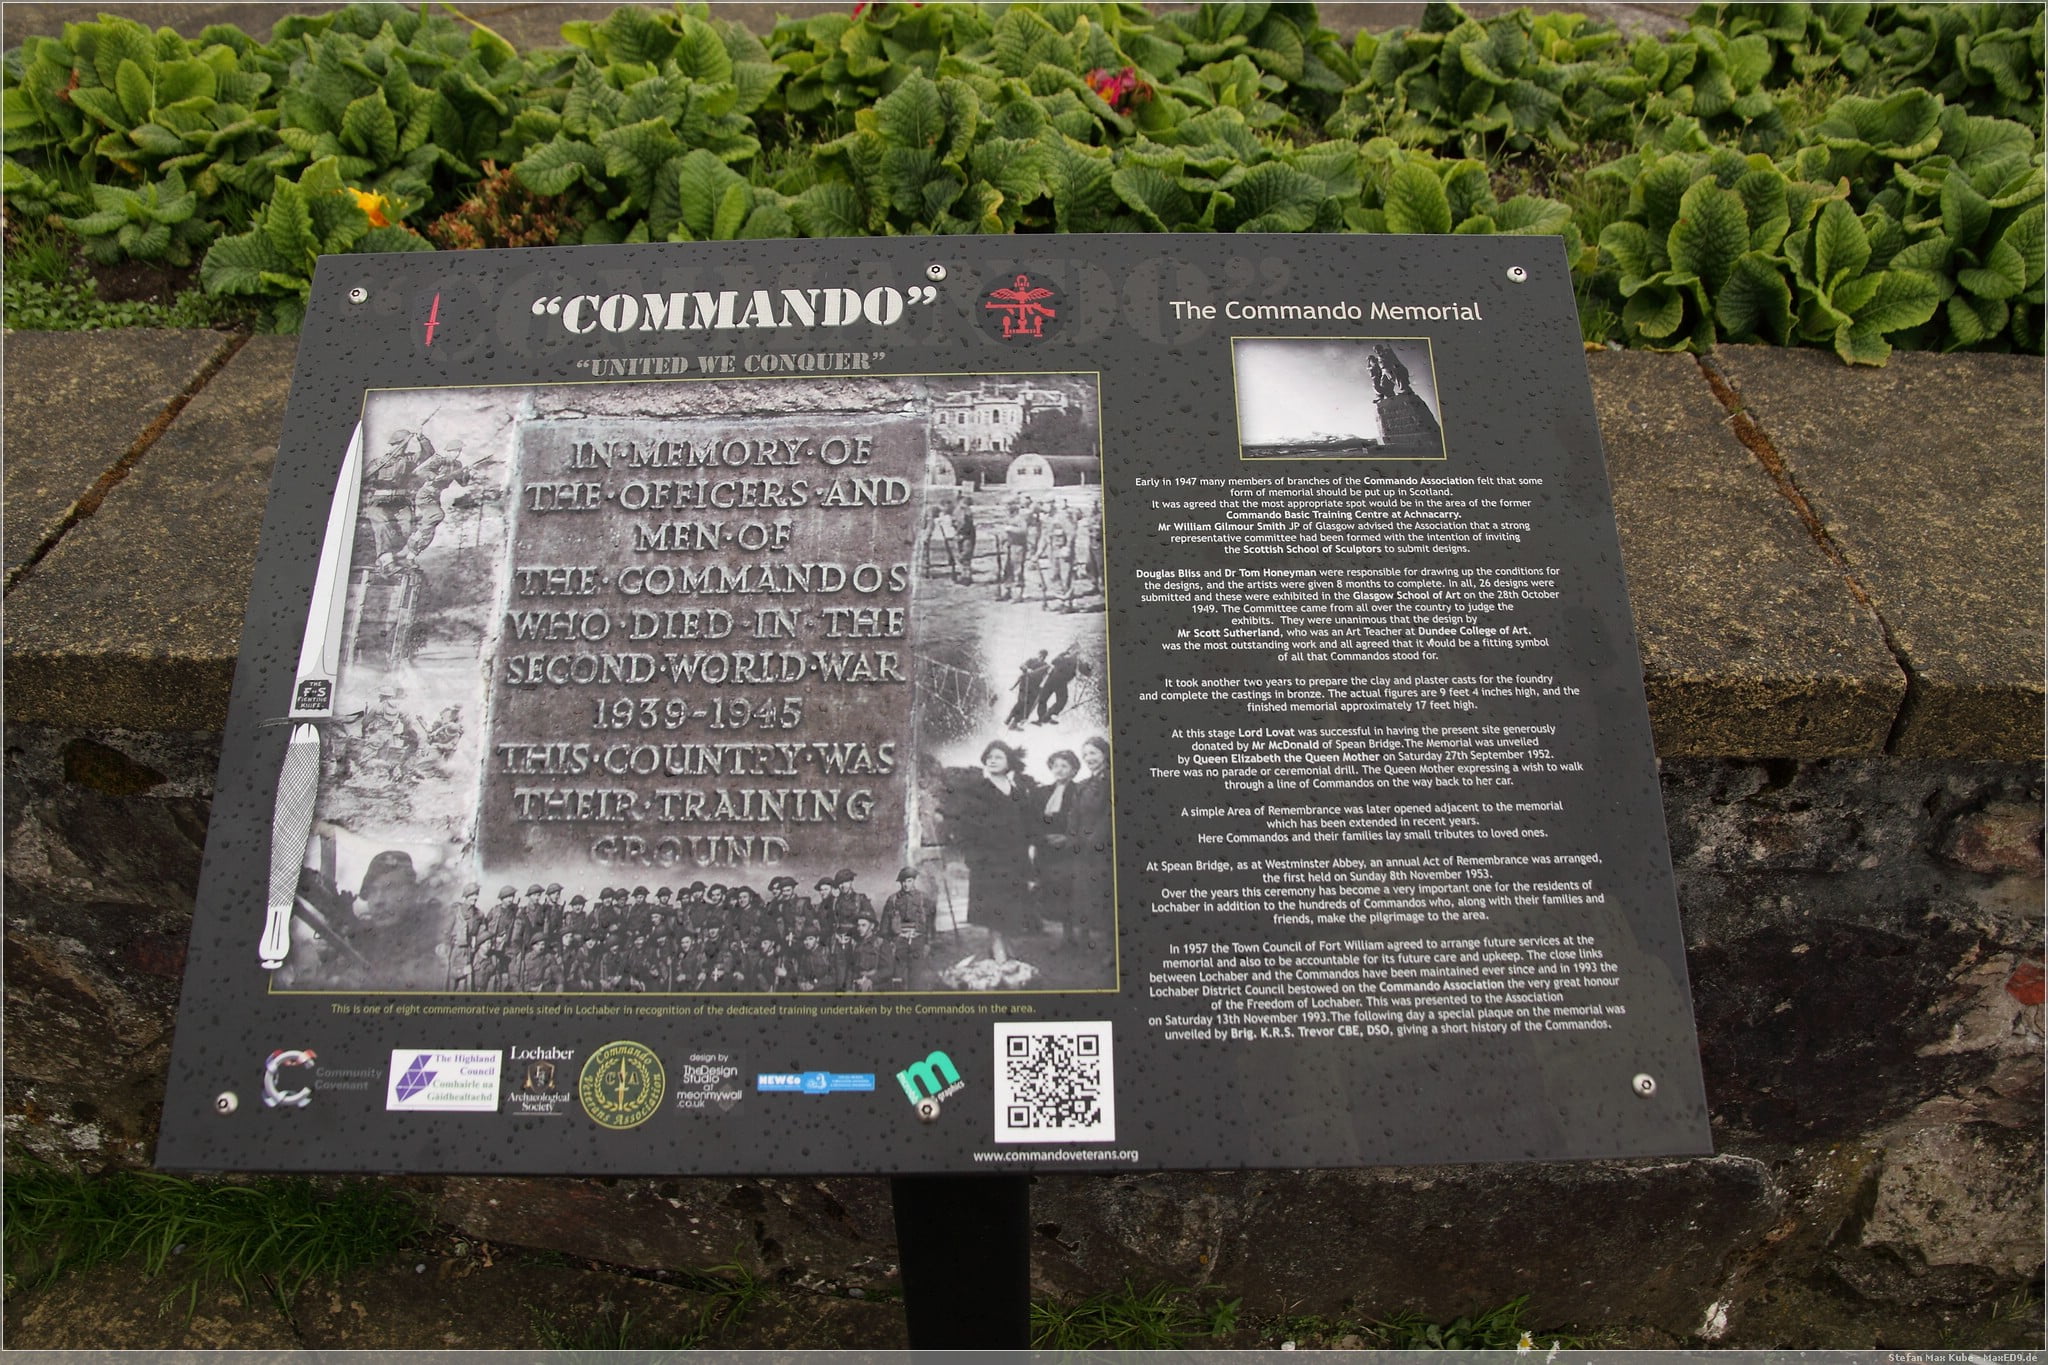 "COMMANDO"
"UNITED WE CONQUER"
IN·MEMORY·OF
THE·OFFICERS·AND
MEN·OF
THE·COMMANDOS
WHO·DIED·IN·THE
SECOND·WORLD·WAR
1939-1945
THIS·COUNTRY·WAS
THEIR·TRAINING
GROUND
THE
F-S
FIGHTING
KNIFE
This is one of eight commemorative panels sited in Lochaber in recognition of the dedicated training undertaken by the Commandos in the area.
Community
Covenant
The Highland
Council
Comhairle na
Gàidhealtachd
Lochaber
Archaeological
Society
Commando
CVA
Veterans Association
design by
TheDesign
Studio
at
meonmywall
.co.uk
NEWCo
m
graphics
www.commandoveterans.org
The Commando Memorial
Early in 1947 many members of branches of the Commando Association felt that some
form of memorial should be put up in Scotland.
It was agreed that the most appropriate spot would be in the area of the former
Commando Basic Training Centre at Achnacarry.
Mr William Gilmour Smith JP of Glasgow advised the Association that a strong
representative committee had been formed with the intention of inviting
the Scottish School of Sculptors to submit designs.
Douglas Bliss and Dr Tom Honeyman were responsible for drawing up the conditions for
the designs, and the artists were given 8 months to complete. In all, 26 designs were
submitted and these were exhibited in the Glasgow School of Art on the 28th October
1949. The Committee came from all over the country to judge the
exhibits. They were unanimous that the design by
Mr Scott Sutherland, who was an Art Teacher at Dundee College of Art,
was the most outstanding work and all agreed that it would be a fitting symbol
of all that Commandos stood for.
It took another two years to prepare the clay and plaster casts for the foundry
and complete the castings in bronze. The actual figures are 9 feet 4 inches high, and the
finished memorial approximately 17 feet high.
At this stage Lord Lovat was successful in having the present site generously
donated by Mr McDonald of Spean Bridge.The Memorial was unveiled
by Queen Elizabeth the Queen Mother on Saturday 27th September 1952.
There was no parade or ceremonial drill. The Queen Mother expressing a wish to walk
through a line of Commandos on the way back to her car.
A simple Area of Remembrance was later opened adjacent to the memorial
which has been extended in recent years.
Here Commandos and their families lay small tributes to loved ones.
At Spean Bridge, as at Westminster Abbey, an annual Act of Remembrance was arranged,
the first held on Sunday 8th November 1953.
Over the years this ceremony has become a very important one for the residents of
Lochaber in addition to the hundreds of Commandos who, along with their families and
friends, make the pilgrimage to the area.
In 1957 the Town Council of Fort William agreed to arrange future services at the
memorial and also to be accountable for its future care and upkeep. The close links
between Lochaber and the Commandos have been maintained ever since and in 1993 the
Lochaber District Council bestowed on the Commando Association the very great honour
of the Freedom of Lochaber. This was presented to the Association
on Saturday 13th November 1993.The following day a special plaque on the memorial was
unveiled by Brig. K.R.S. Trevor CBE, DSO, giving a short history of the Commandos.
Stefan Max Kube - MaxED9.de